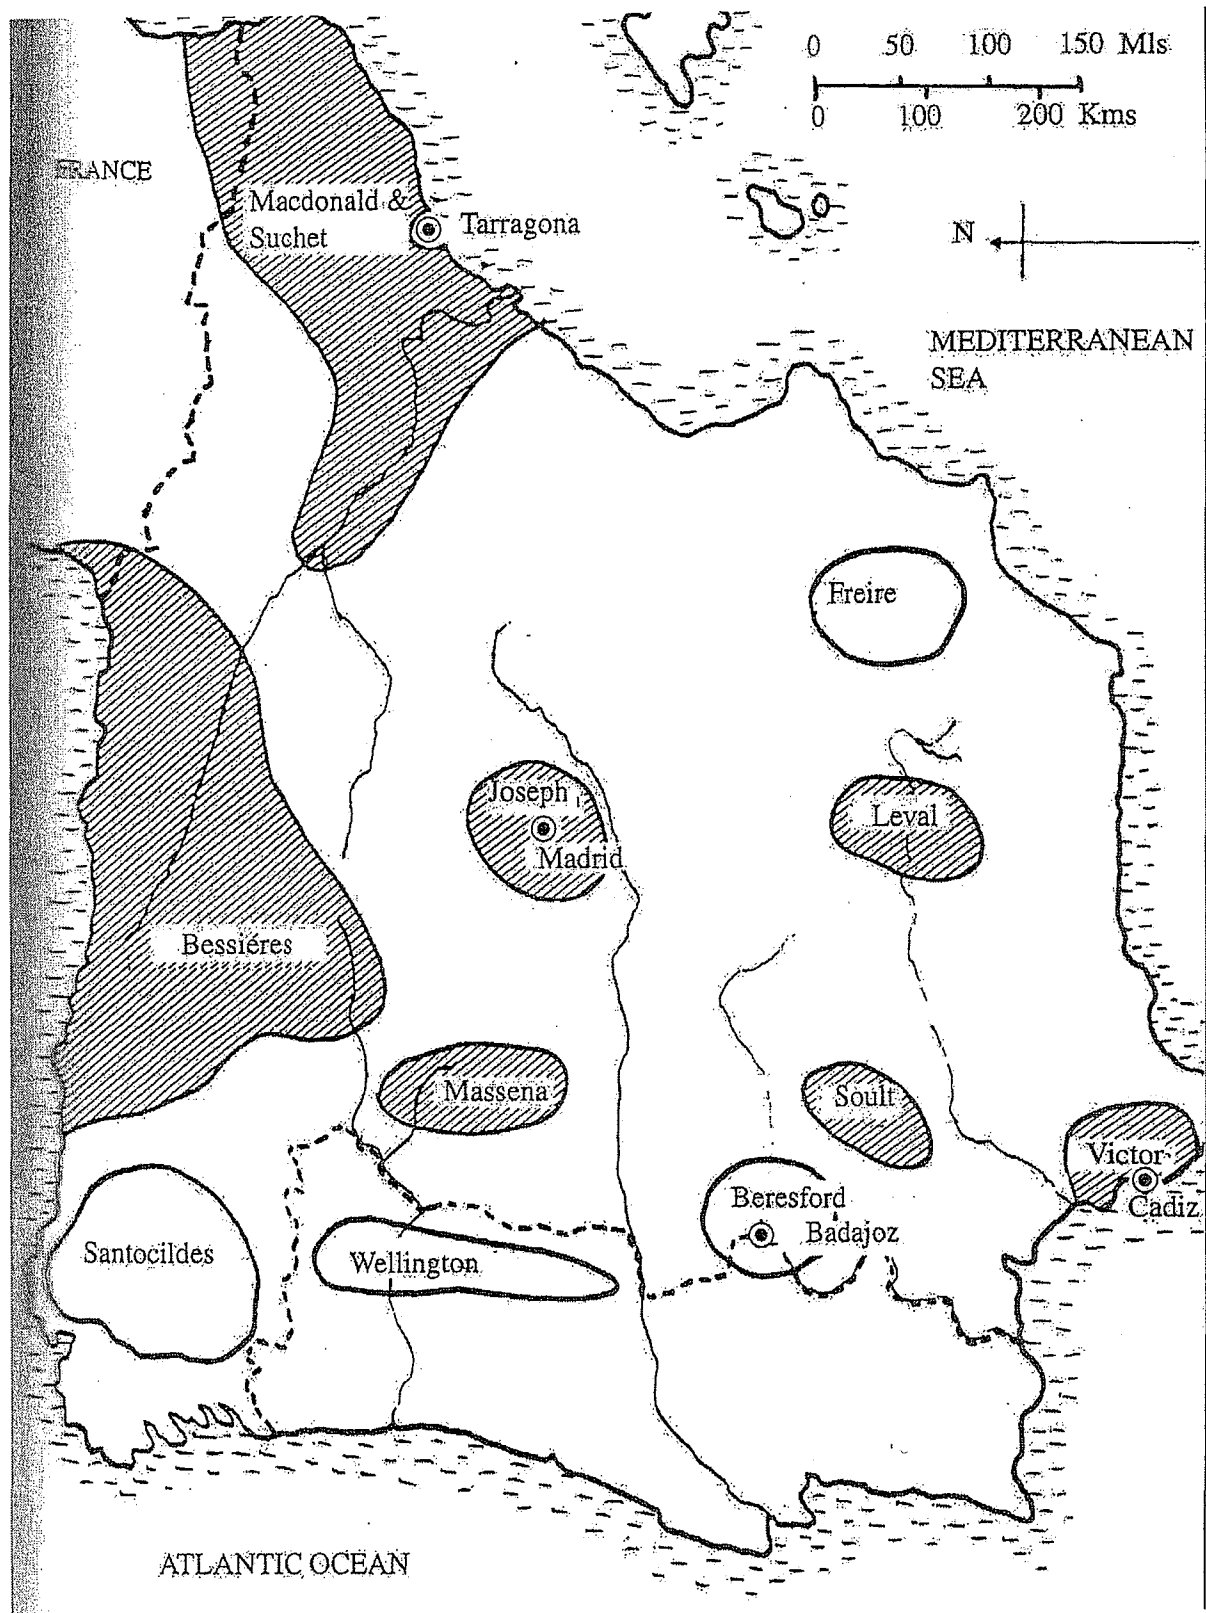 0 50 100 150 Mls
0 100 200 Kms
FRANCE
Macdonald &
Suchet
Tarragona
N
MEDITERRANEAN
SEA
Freire
Joseph
Madrid
Leval
Bessiéres
Massena
Soult
Victor
Cadiz
Beresford
Badajoz
Santocildes
Wellington
ATLANTIC OCEAN